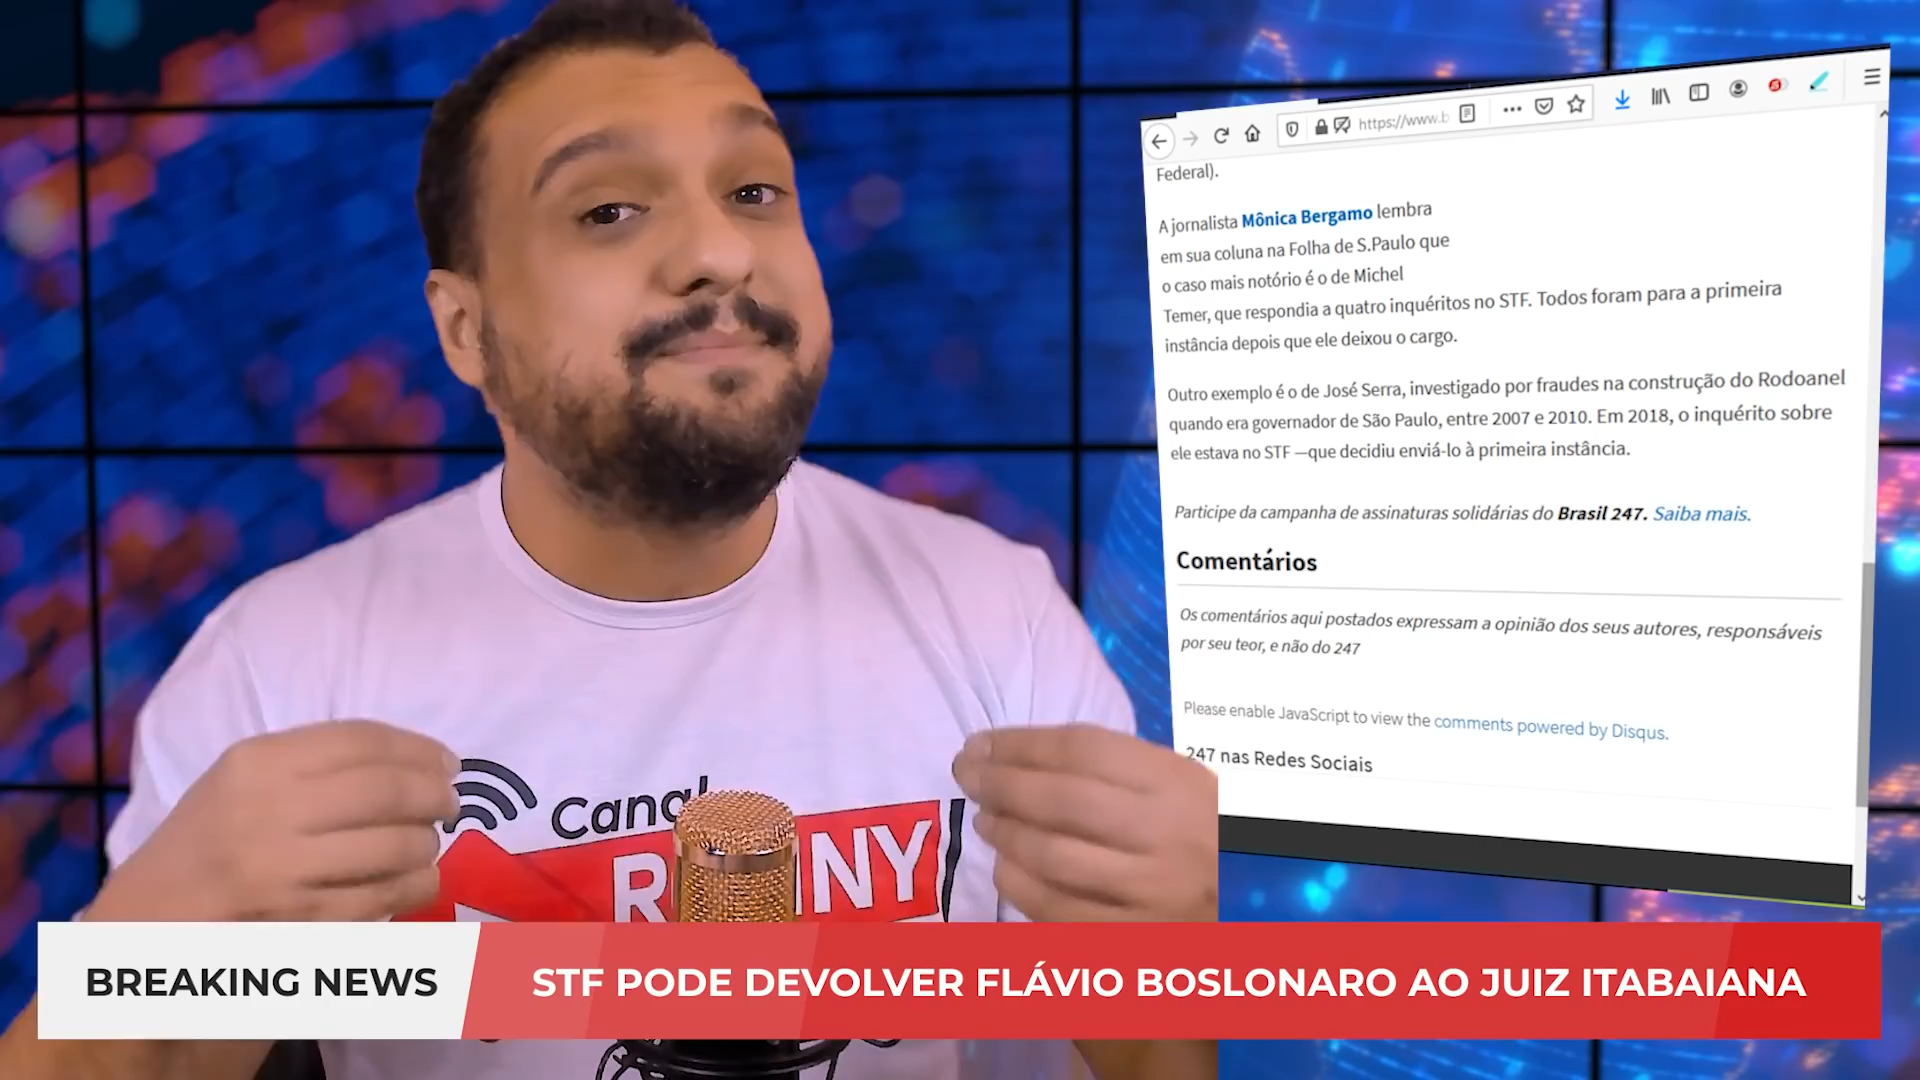 https://www.b
Federal).
A jornalista Mônica Bergamo lembra
em sua coluna na Folha de S.Paulo que
o caso mais notório é o de Michel
Temer, que respondia a quatro inquéritos no STF. Todos foram para a primeira
instância depois que ele deixou o cargo.
Outro exemplo é o de José Serra, investigado por fraudes na construção do Rodoanel
quando era governador de São Paulo, entre 2007 e 2010. Em 2018, o inquérito sobre
ele estava no STF —que decidiu enviá-lo à primeira instância.
Participe da campanha de assinaturas solidárias do Brasil 247. Saiba mais.
Comentários
Os comentários aqui postados expressam a opinião dos seus autores, responsáveis
por seu teor, e não do 247
Please enable JavaScript to view the comments powered by Disqus.
247 nas Redes Sociais
Canal
BREAKING NEWS
STF PODE DEVOLVER FLÁVIO BOSLONARO AO JUIZ ITABAIANA